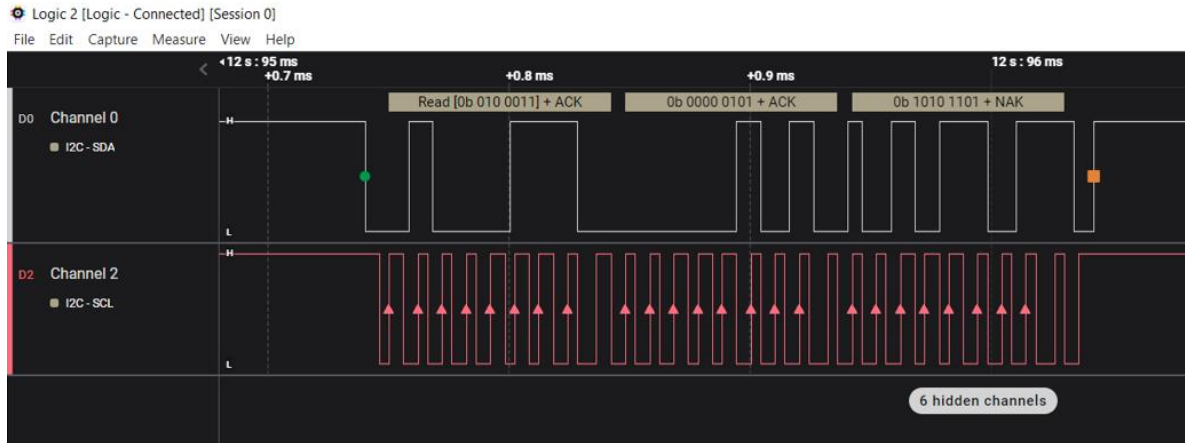 Logic 2 [Logic - Connected] [Session 0]
File Edit Capture Measure View Help
12 s : 95 ms
+0.7 ms +0.8 ms +0.9 ms 12 s : 96 ms
Read [0b 010 0011] + ACK 0b 0000 0101 + ACK 0b 1010 1101 + NAK
D0 Channel 0
H
I2C - SDA
L
H
D2 Channel 2
I2C - SCL
L
6 hidden channels